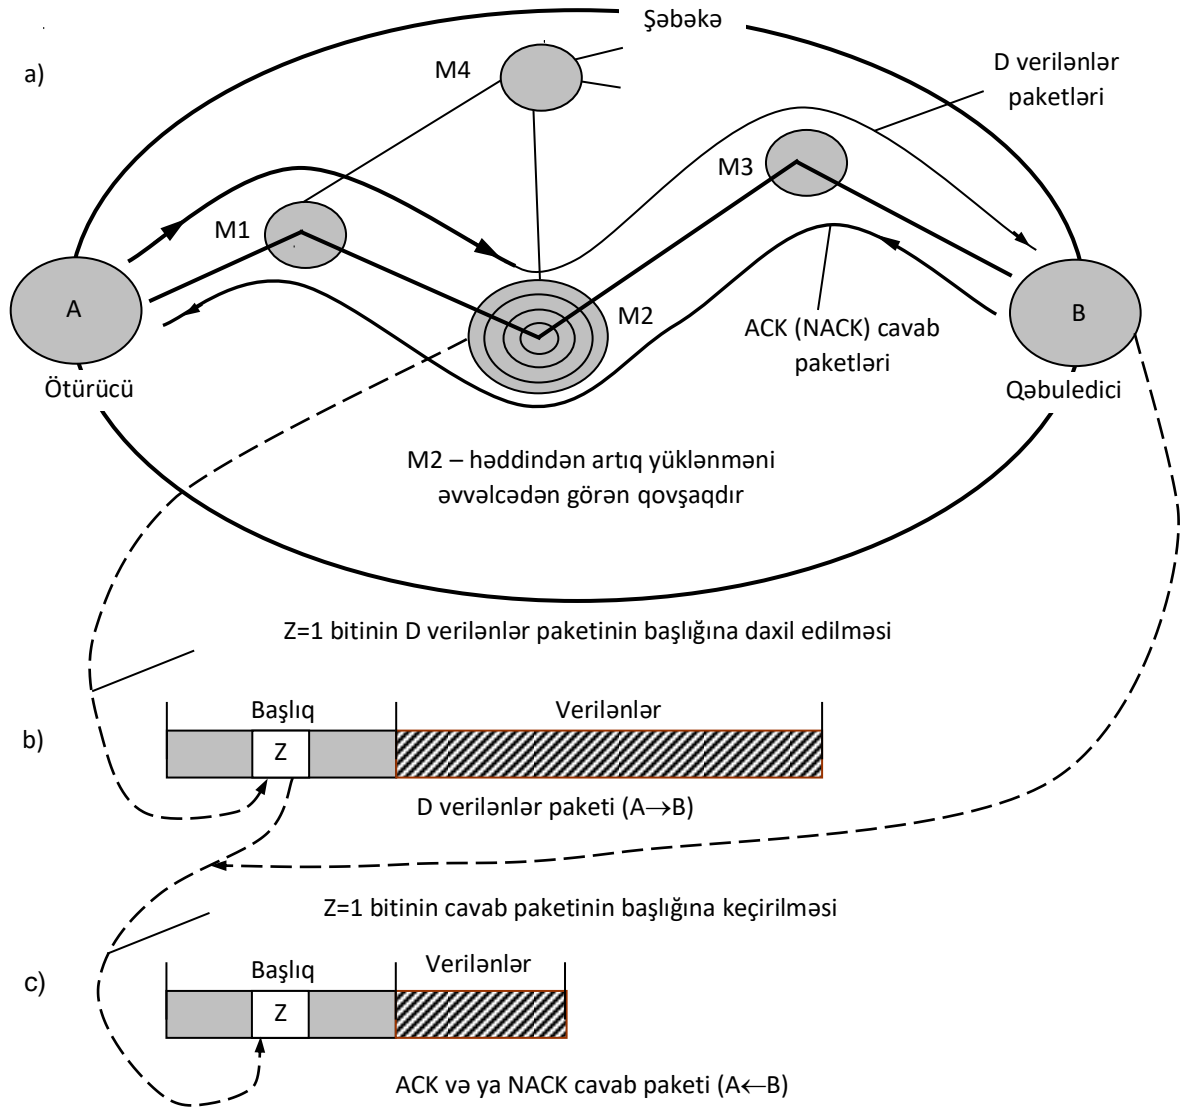 Şəbəkə
a)
M4
D verilənlər
paketləri
M3
M1
A
M2
B
ACK (NACK) cavab
paketləri
Ötürücü
Qəbuledici
M2 – həddindən artıq yüklənməni
əvvəlcədən görən qovşaqdır
Z=1 bitinin D verilənlər paketinin başlığına daxil edilməsi
Başlıq
Verilənlər
b)
Z
D verilənlər paketi (A→B)
Z=1 bitinin cavab paketinin başlığına keçirilməsi
Başlıq
Verilənlər
c)
Z
ACK və ya NACK cavab paketi (A←B)